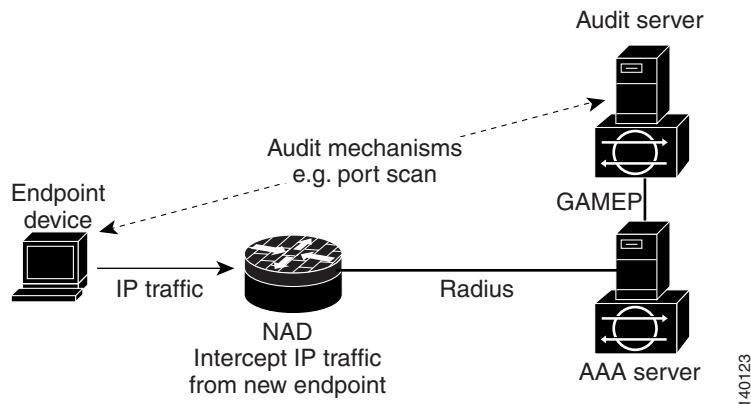 Audit server
Audit mechanisms
e.g. port scan
Endpoint
device
GAMEP
IP traffic
Radius
NAD
Intercept IP traffic
from new endpoint
AAA server
140123